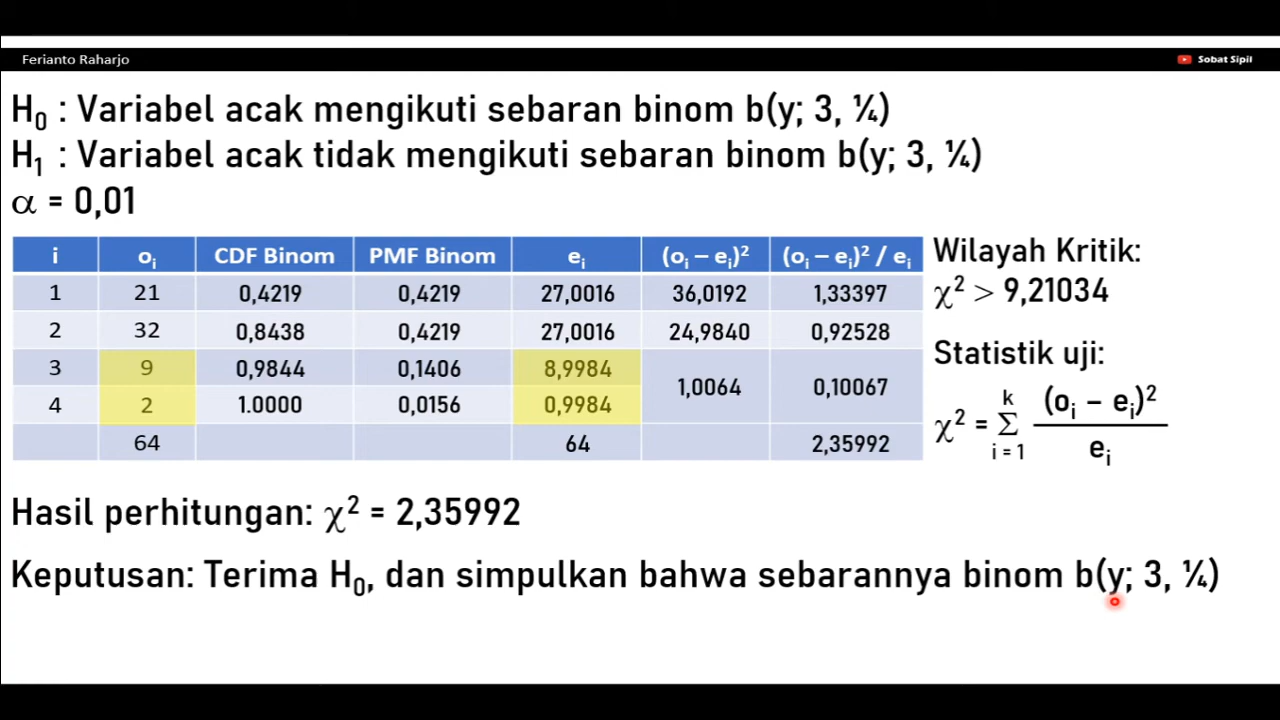 Ferianto Raharjo
Sobat Sipil
H₀ : Variabel acak mengikuti sebaran binom b(y; 3, ¼)
H₁ : Variabel acak tidak mengikuti sebaran binom b(y; 3, ¼)
α = 0,01
i oᵢ CDF Binom PMF Binom eᵢ (oᵢ – eᵢ)² (oᵢ – eᵢ)² / eᵢ
1 21 0,4219 0,4219 27,0016 36,0192 1,33397
2 32 0,8438 0,4219 27,0016 24,9840 0,92528
3 9 0,9844 0,1406 8,9984
1,0064 0,10067
4 2 1.0000 0,0156 0,9984
64 64 2,35992
Wilayah Kritik:
χ² > 9,21034
Statistik uji:
χ² = k Σ i = 1 (oᵢ – eᵢ)² / eᵢ
Hasil perhitungan: χ² = 2,35992
Keputusan: Terima H₀, dan simpulkan bahwa sebarannya binom b(y; 3, ¼)